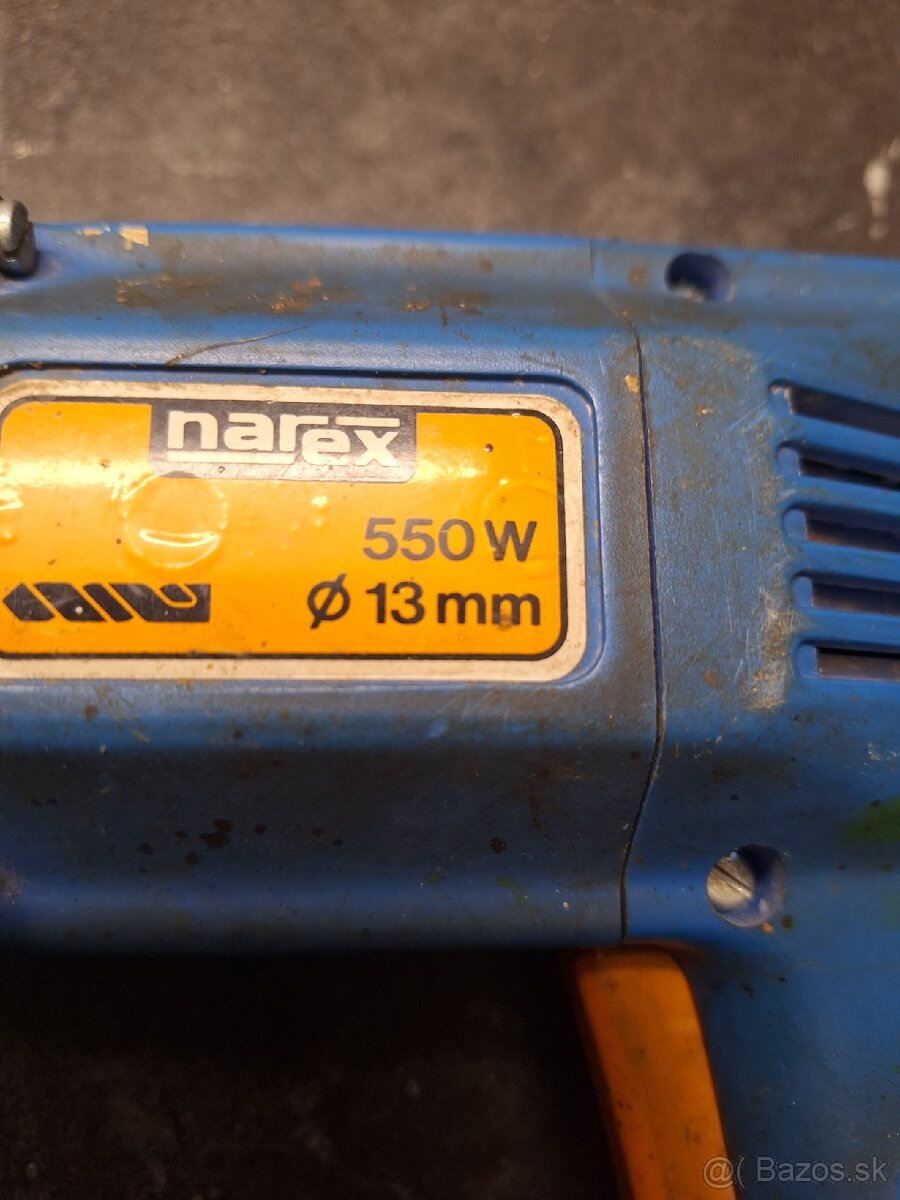 narex
550 W
Ø 13 mm
@( Bazos.sk